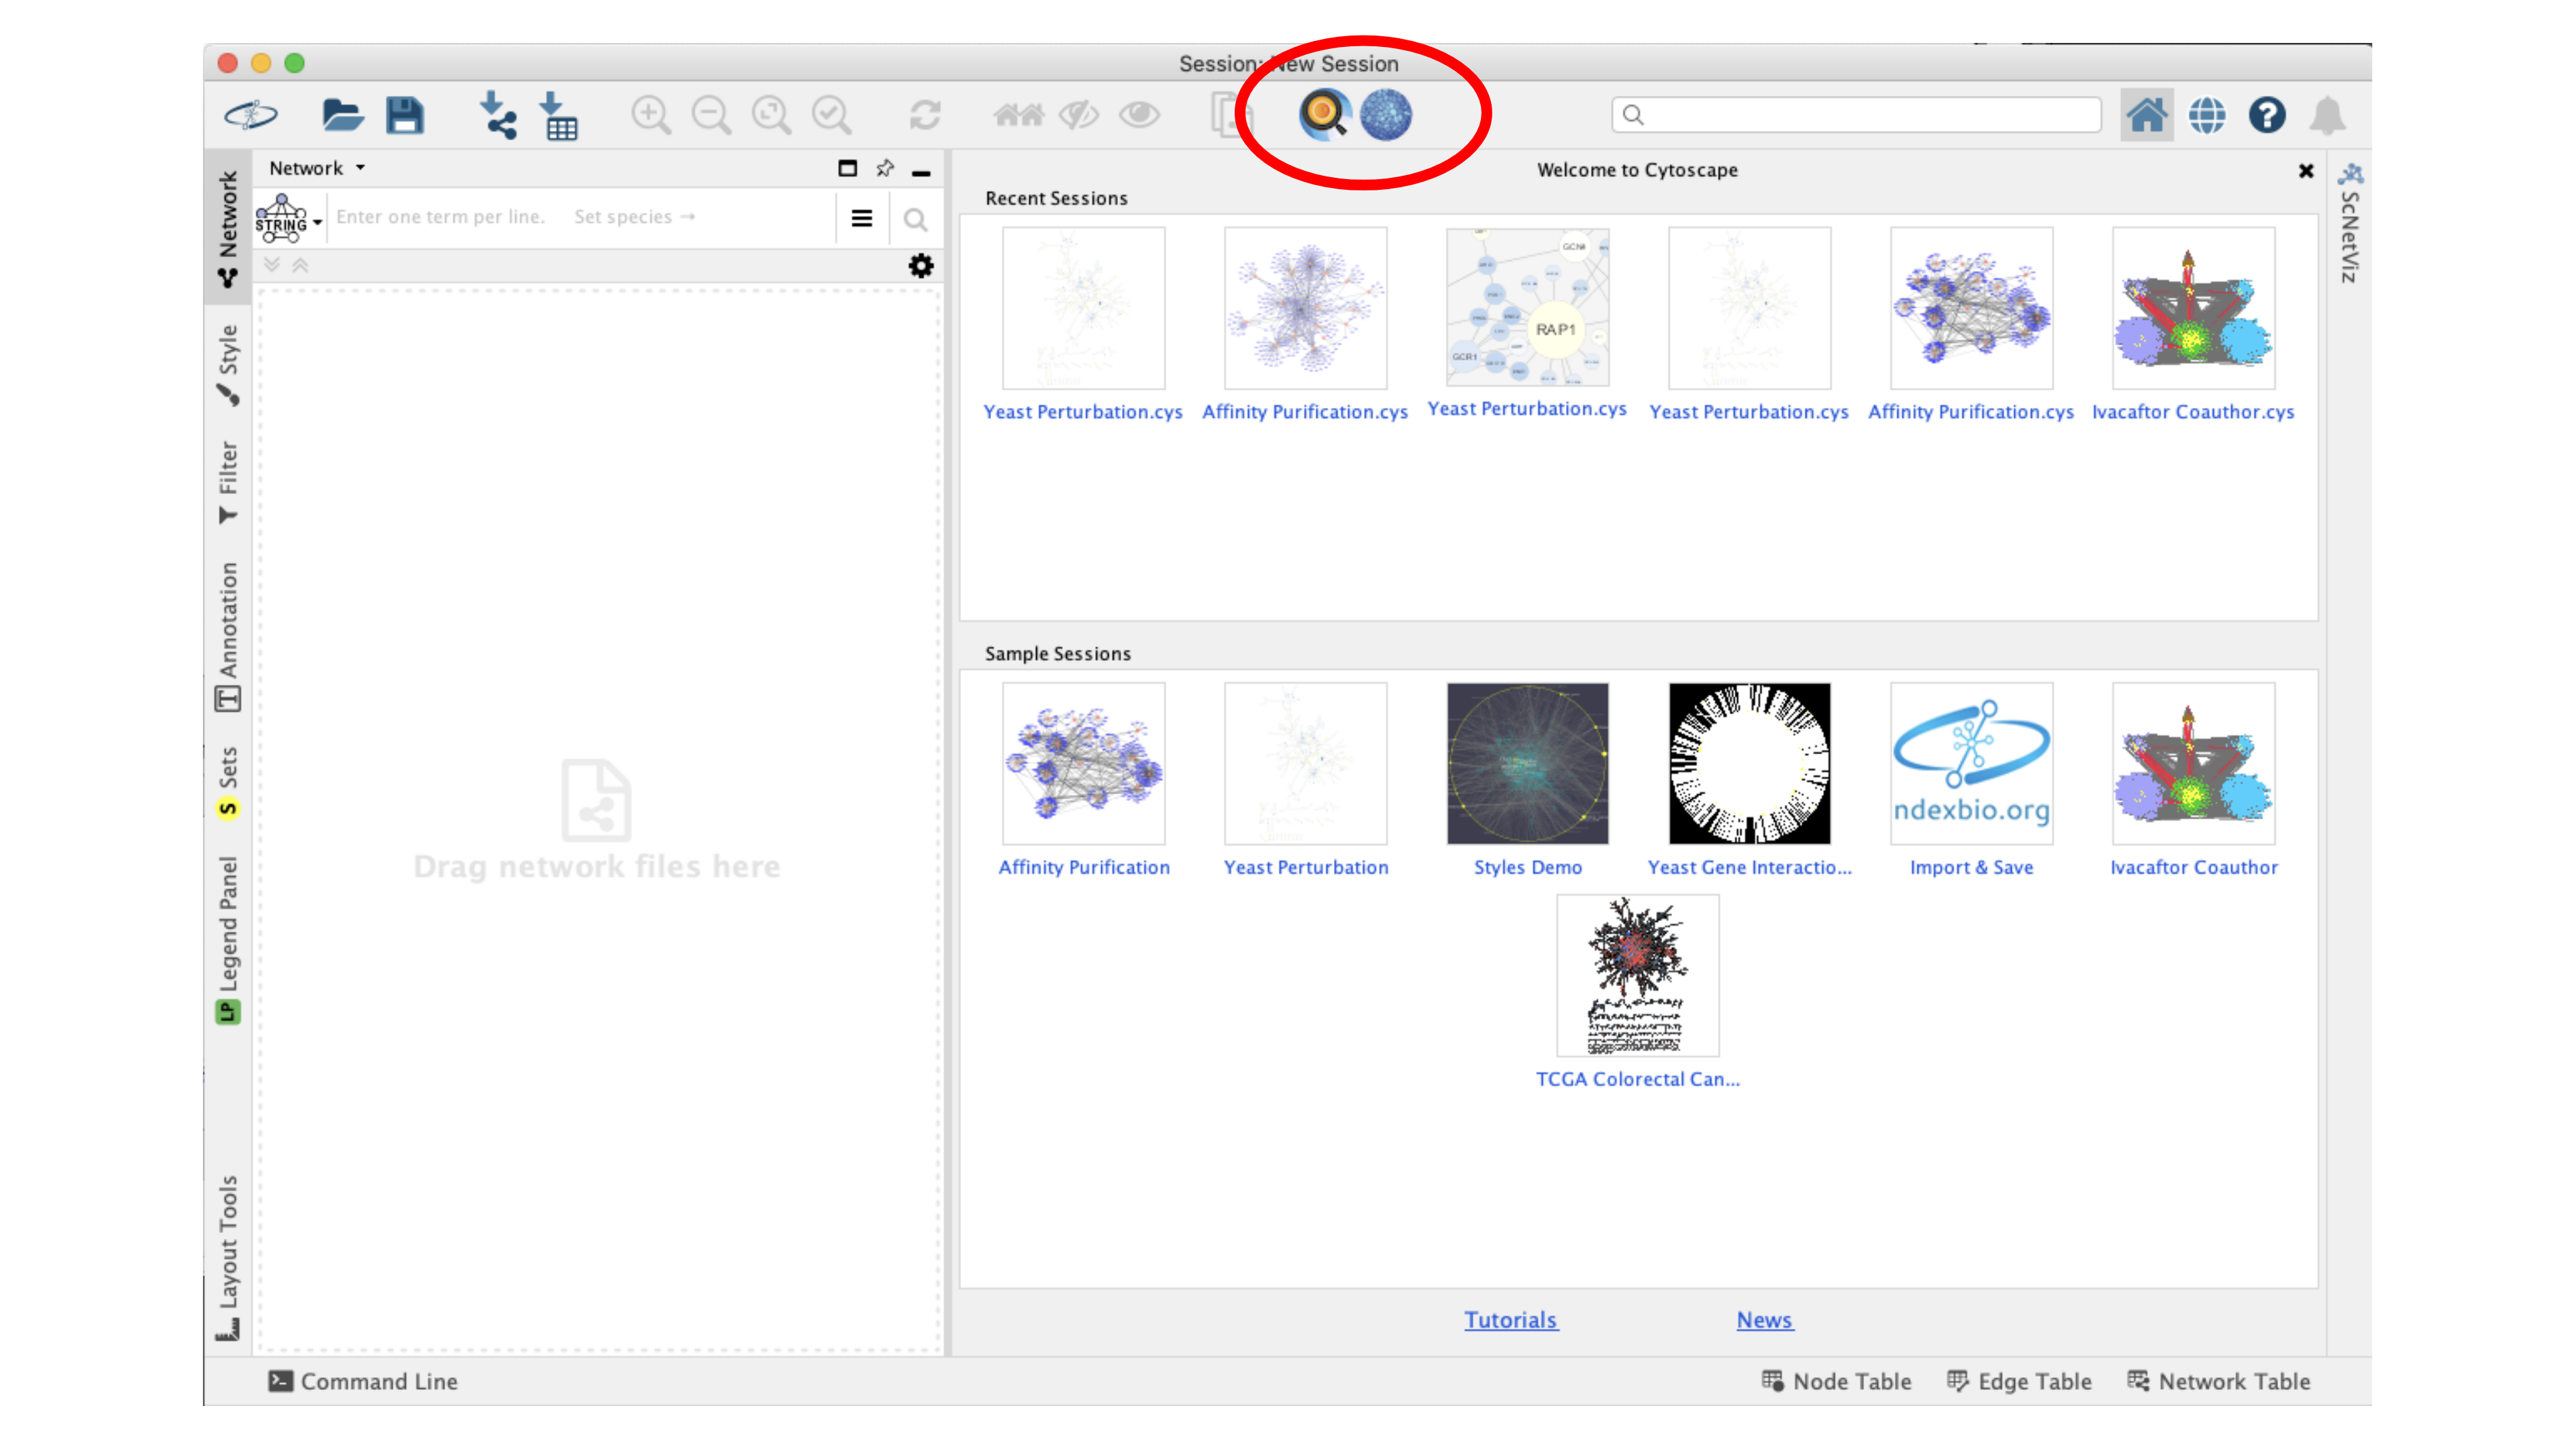 Session: New Session
Network
STRING
Enter one term per line.    Set species →
Welcome to Cytoscape
Recent Sessions
GCN4
RAP1
GCR1
Yeast Perturbation.cys
Affinity Purification.cys
Yeast Perturbation.cys
Yeast Perturbation.cys
Affinity Purification.cys
Ivacaftor Coauthor.cys
Sample Sessions
ndexbio.org
Affinity Purification
Yeast Perturbation
Styles Demo
Yeast Gene Interactio...
Import & Save
Ivacaftor Coauthor
TCGA Colorectal Can...
Tutorials
News
Drag network files here
Network
Style
Filter
T Annotation
S Sets
LP Legend Panel
Layout Tools
ScNetViz
Command Line
Node Table
Edge Table
Network Table